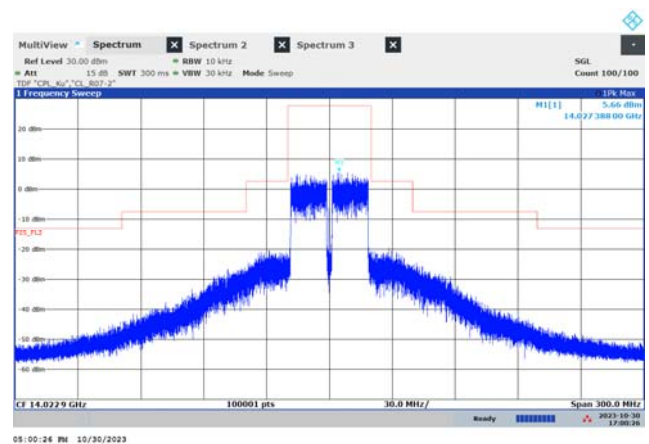 MultiView Spectrum X Spectrum 2 X Spectrum 3 X
Ref Level 30.00 dBm RBW 10 kHz SGL
Att 15 dB SWT 300 ms VBW 30 kHz Mode Sweep Count 100/100
TDF "CPL_Ku","CL_R07-2"
1 Frequency Sweep 1Pk Max
M1[1] 5.66 dBm
14.027 388 00 GHz
20 dBm
10 dBm
M1
0 dBm
-10 dBm
-20 dBm
-30 dBm
-40 dBm
-50 dBm
-60 dBm
CF 14.0229 GHz 100001 pts 30.0 MHz/ Span 300.0 MHz
Ready 2023-10-30
17:00:26
05:00:26 PM 10/30/2023